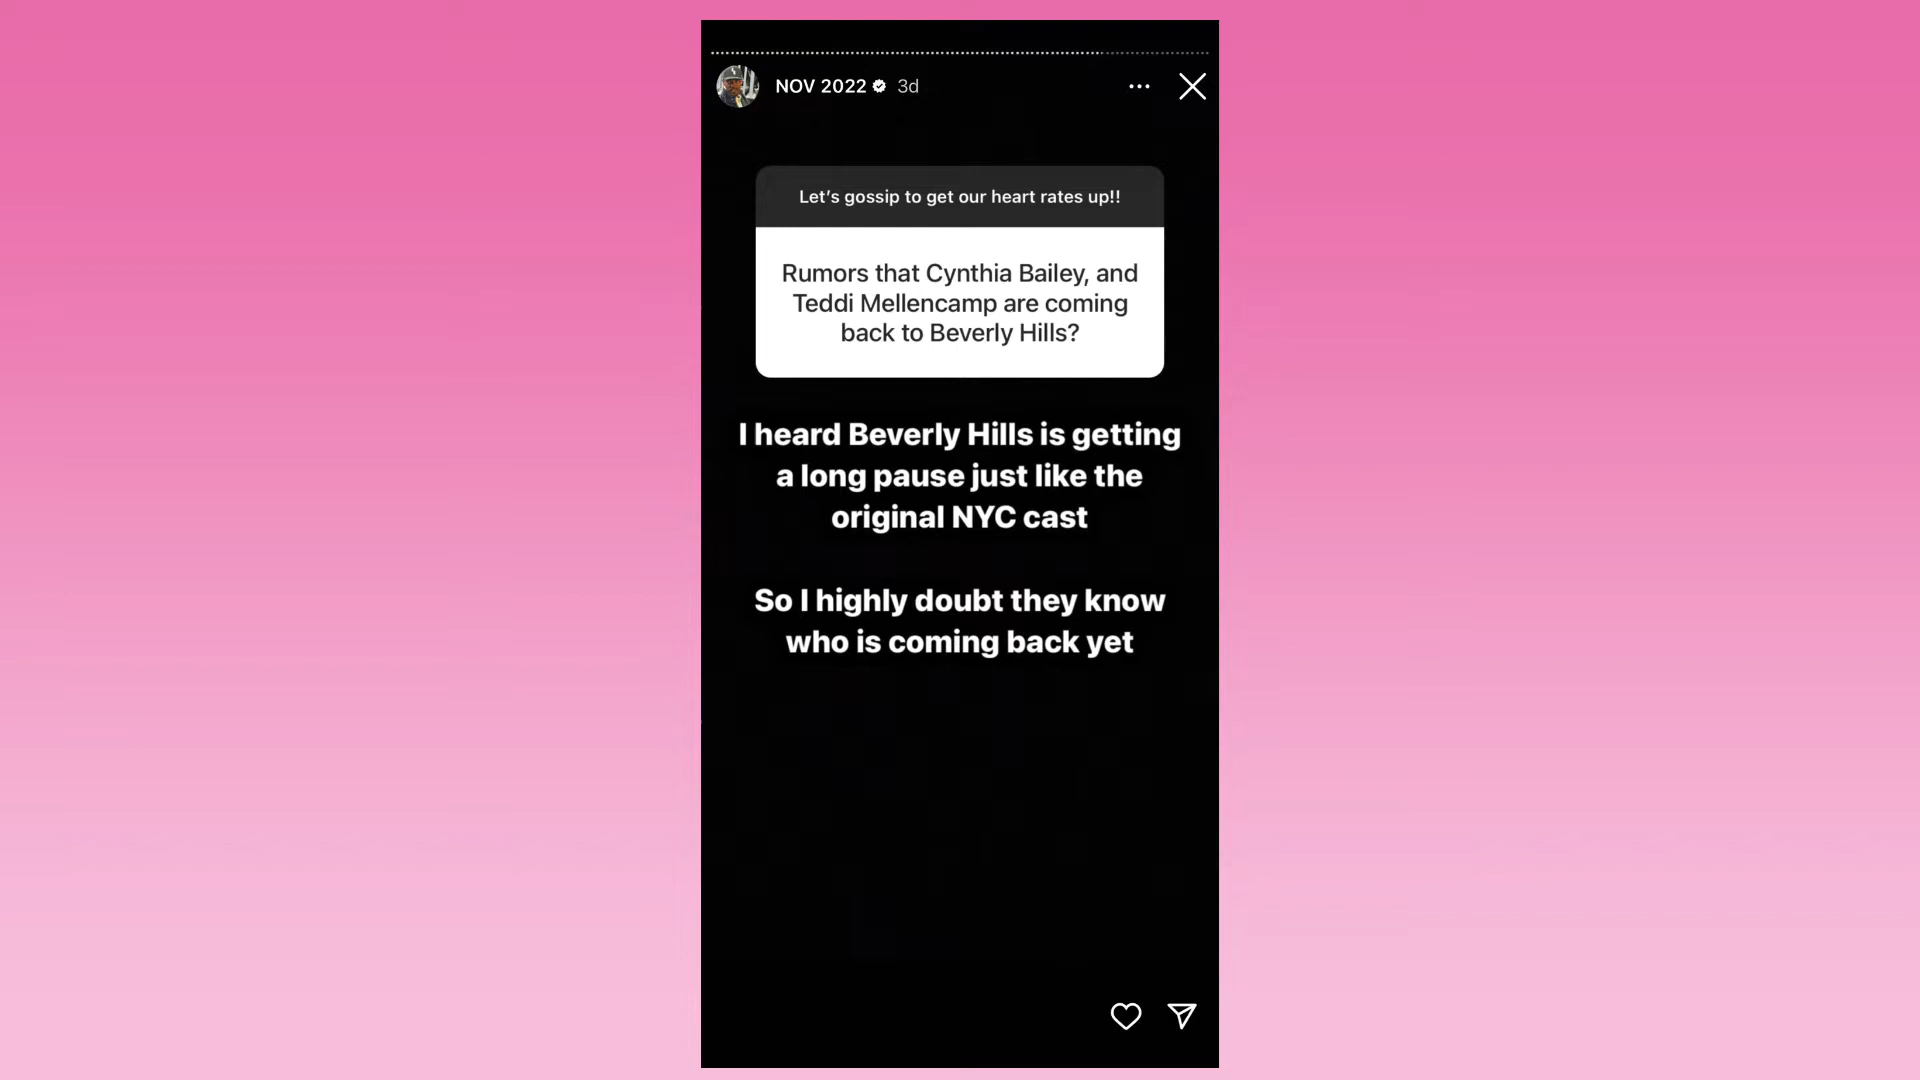 NOV 2022 3d
Let's gossip to get our heart rates up!!
Rumors that Cynthia Bailey, and
Teddi Mellencamp are coming
back to Beverly Hills?
I heard Beverly Hills is getting
a long pause just like the
original NYC cast
So I highly doubt they know
who is coming back yet